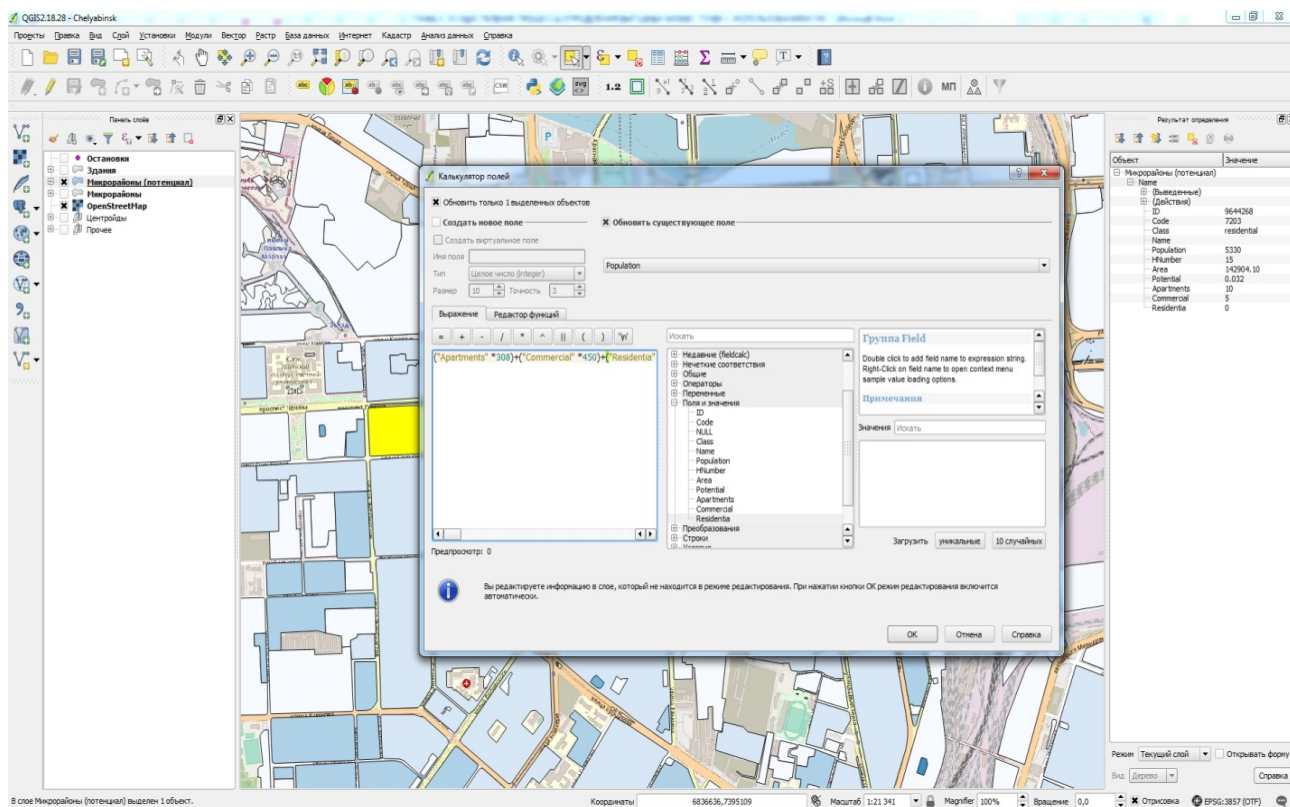 QGIS2.18.28 - Chelyabinsk
Проекты Правка Вид Слой Установки Модули Вектор Растр База данных Интернет Кадастр Анализ данных Справка
CSW
svg
1.2
МП
Панель слоёв
Остановки
Здания
Микрорайоны (потенциал)
Микрорайоны
OpenStreetMap
Центройды
Прочее
Калькулятор полей
Обновить только 1 выделенных объектов
Создать новое поле
Обновить существующее поле
Создать виртуальное поле
Имя поля
Тип Целое число (integer)
Размер 10 Точность 3
Population
Выражение Редактор функций
= + - / * ^ || ( ) '\n'
("Apartments" *308)+("Commercial" *450)+("Residentia"
Предпросмотр: 0
Искать
Недавние (fieldcalc)
Нечеткие соответствия
Общие
Операторы
Переменные
Поля и значения
ID
Code
NULL
Class
Name
Population
HNumber
Area
Potential
Apartments
Commercial
Residentia
Преобразования
Строки
Условия
Группа Field
Double click to add field name to expression string.
Right-Click on field name to open context menu
sample value loading options.
Примечания
Значения Искать
Загрузить уникальные 10 случайных
Вы редактируете информацию в слое, который не находится в режиме редактирования. При нажатии кнопки OK режим редактирования включится
автоматически.
OK Отмена Справка
Результат определения
Объект Значение
Микрорайоны (потенциал)
Name
(Выведенные)
(Действия)
ID 9644268
Code 7203
Class residential
Name
Population 5330
HNumber 15
Area 142904,10
Potential 0.032
Apartments 10
Commercial 5
Residentia 0
Режим Текущий слой Открывать форму
Вид Дерево Справка
В слое Микрорайоны (потенциал) выделен 1 объект.
Координаты 6836636,7395109 Масштаб 1:21 341 Magnifier 100% Вращение 0,0 Отрисовка EPSG:3857 (OTF)